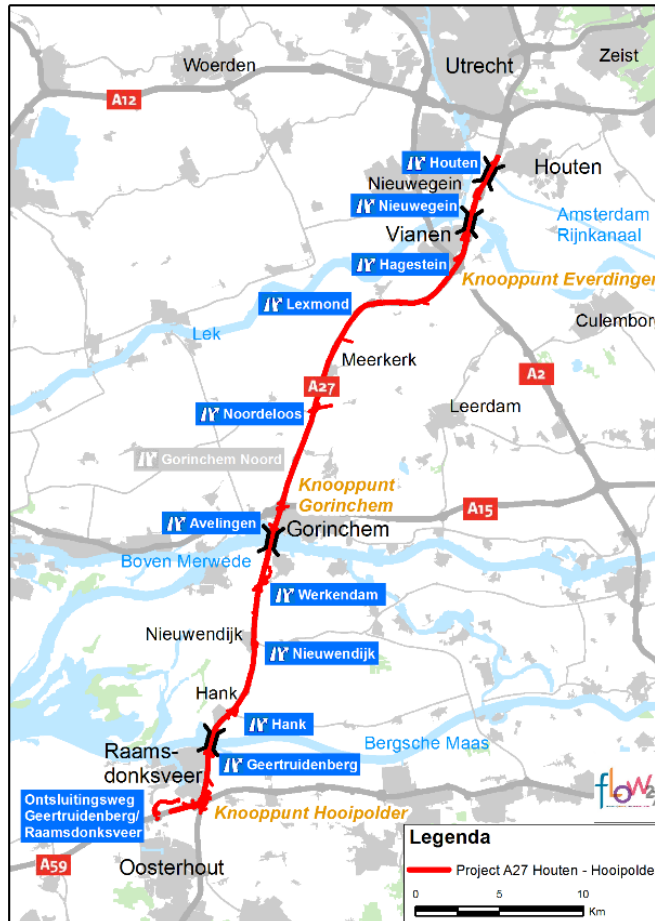 Woerden
Utrecht
Zeist
A12
Houten
Houten
Nieuwegein
Nieuwegein
Vianen
Amsterdam
Rijnkanaal
Hagestein
Knooppunt Everdingen
Lexmond
Culemborg
Lek
Meerkerk
A27
A2
Noordeloos
Leerdam
Gorinchem Noord
Knooppunt
Gorinchem
A15
Avelingen
Gorinchem
Boven Merwede
Werkendam
Nieuwendijk
Nieuwendijk
Hank
Hank
Raams-
donksveer
Bergsche Maas
Geertruidenberg
Ontsluitingsweg
Geertruidenberg/
Raamsdonksveer
Knooppunt Hooipolder
flow27
A59
Oosterhout
Legenda
Project A27 Houten - Hooipolde
0 5 10
Km